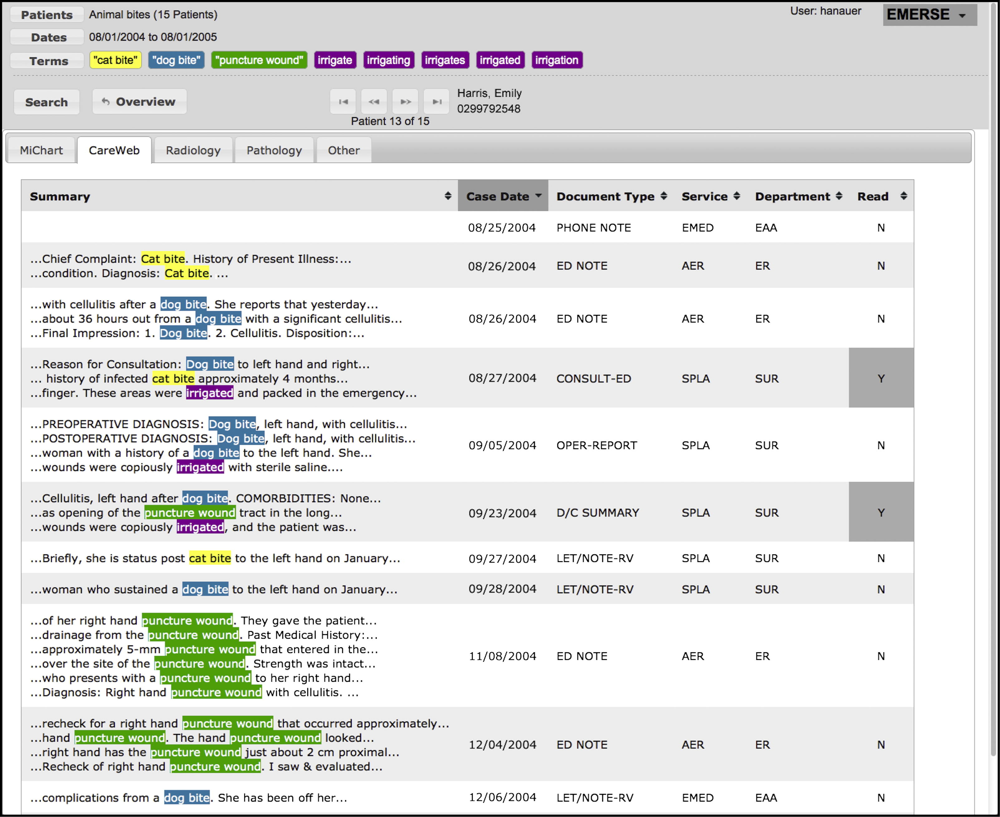 Patients Animal bites (15 Patients) User: hanauer EMERSE
Dates 08/01/2004 to 08/01/2005
Terms "cat bite" "dog bite" "puncture wound" irrigate irrigating irrigates irrigated irrigation
Search Overview Harris, Emily
0299792548
Patient 13 of 15
MiChart CareWeb Radiology Pathology Other
Summary Case Date Document Type Service Department Read
08/25/2004 PHONE NOTE EMED EAA N
...Chief Complaint: Cat bite. History of Present Illness:...
...condition. Diagnosis: Cat bite. ...
08/26/2004 ED NOTE AER ER N
...with cellulitis after a dog bite. She reports that yesterday...
...about 36 hours out from a dog bite with a significant cellulitis...
...Final Impression: 1. Dog bite. 2. Cellulitis. Disposition:...
08/26/2004 ED NOTE AER ER N
...Reason for Consultation: Dog bite to left hand and right...
... history of infected cat bite approximately 4 months...
...finger. These areas were irrigated and packed in the emergency...
08/27/2004 CONSULT-ED SPLA SUR Y
...PREOPERATIVE DIAGNOSIS: Dog bite, left hand, with cellulitis...
...POSTOPERATIVE DIAGNOSIS: Dog bite, left hand, with cellulitis...
...woman with a history of a dog bite to the left hand. She...
...wounds were copiously irrigated with sterile saline....
09/05/2004 OPER-REPORT SPLA SUR N
...Cellulitis, left hand after dog bite. COMORBIDITIES: None...
...as opening of the puncture wound tract in the long...
...wounds were copiously irrigated, and the patient was...
09/23/2004 D/C SUMMARY SPLA SUR Y
...Briefly, she is status post cat bite to the left hand on January... 09/27/2004 LET/NOTE-RV SPLA SUR N
...woman who sustained a dog bite to the left hand on January... 09/28/2004 LET/NOTE-RV SPLA SUR N
...of her right hand puncture wound. They gave the patient...
...drainage from the puncture wound. Past Medical History:...
...approximately 5-mm puncture wound that entered in the...
...over the site of the puncture wound. Strength was intact...
...who presents with a puncture wound to her right hand...
...Diagnosis: Right hand puncture wound with cellulitis. ...
11/08/2004 ED NOTE AER ER N
...recheck for a right hand puncture wound that occurred approximately...
...hand puncture wound. The hand puncture wound looked...
...right hand has the puncture wound just about 2 cm proximal...
...Recheck of right hand puncture wound. I saw & evaluated...
12/04/2004 ED NOTE AER ER N
...complications from a dog bite. She has been off her... 12/06/2004 LET/NOTE-RV EMED EAA N